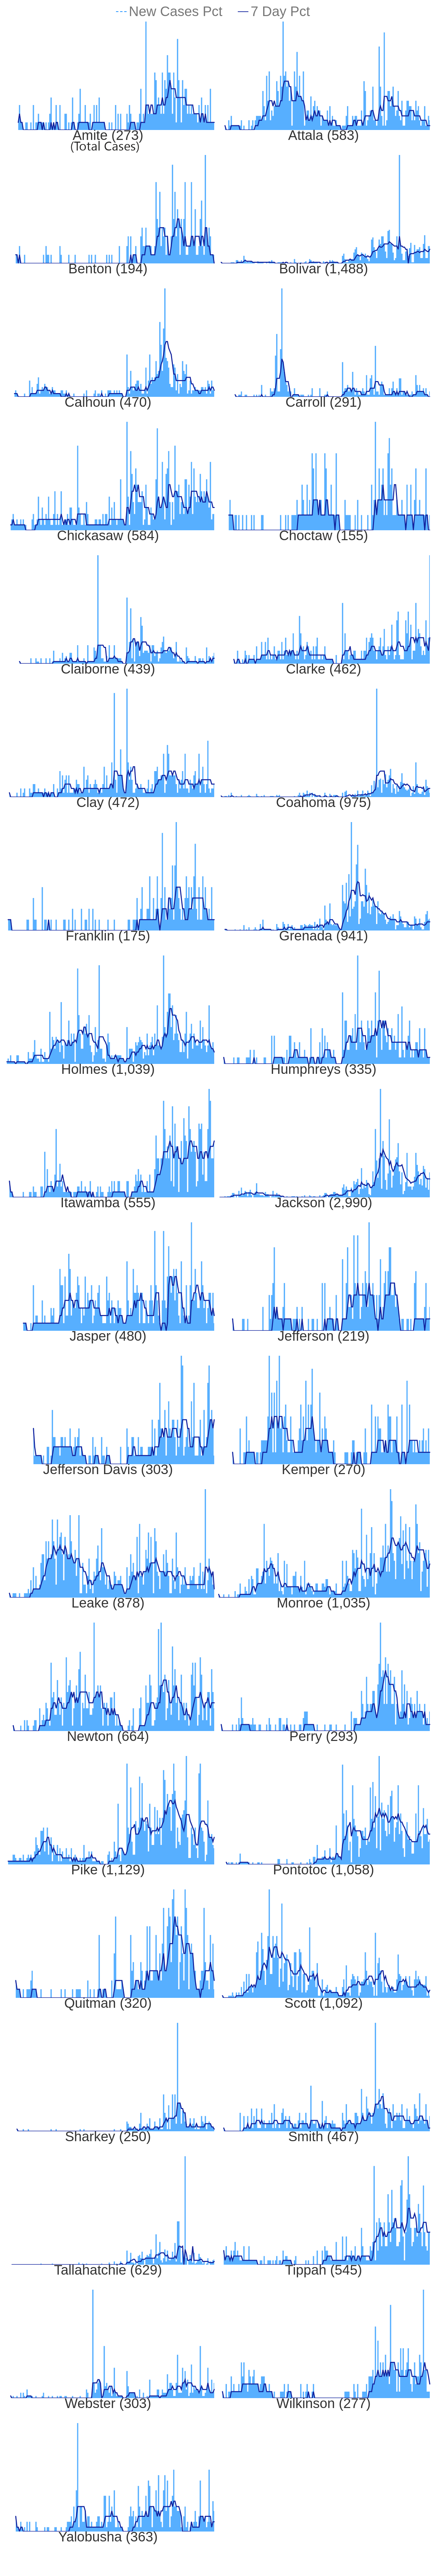 New Cases Pct 7 Day Pct
Amite (273) Attala (583)
(Total Cases)
Benton (194) Bolivar (1,488)
Calhoun (470) Carroll (291)
Chickasaw (584) Choctaw (155)
Claiborne (439) Clarke (462)
Clay (472) Coahoma (975)
Franklin (175) Grenada (941)
Holmes (1,039) Humphreys (335)
Itawamba (555) Jackson (2,990)
Jasper (480) Jefferson (219)
Jefferson Davis (303) Kemper (270)
Leake (878) Monroe (1,035)
Newton (664) Perry (293)
Pike (1,129) Pontotoc (1,058)
Quitman (320) Scott (1,092)
Sharkey (250) Smith (467)
Tallahatchie (629) Tippah (545)
Webster (303) Wilkinson (277)
Yalobusha (363)